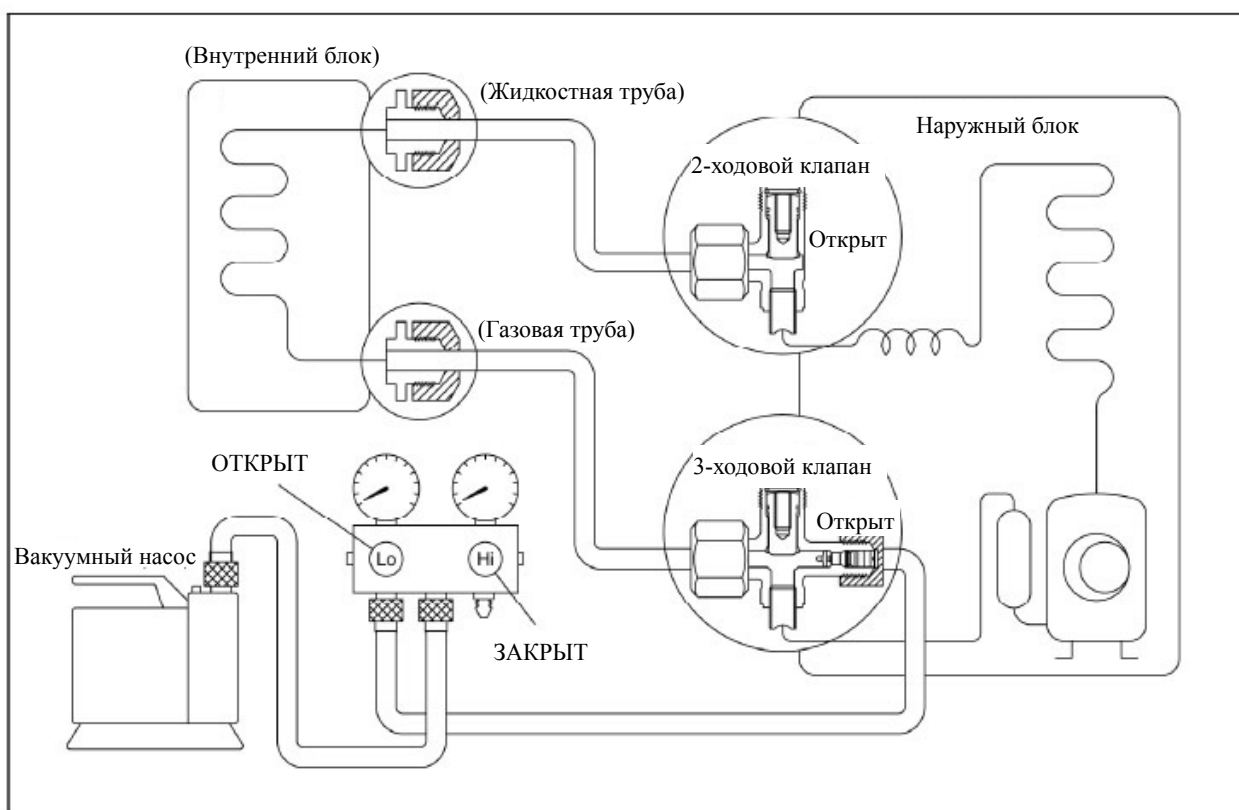 (Внутренний блок)
(Жидкостная труба)
Наружный блок
2-ходовой клапан
Открыт
(Газовая труба)
3-ходовой клапан
Открыт
ОТКРЫТ
Lo
Hi
Вакуумный насос
ЗАКРЫТ